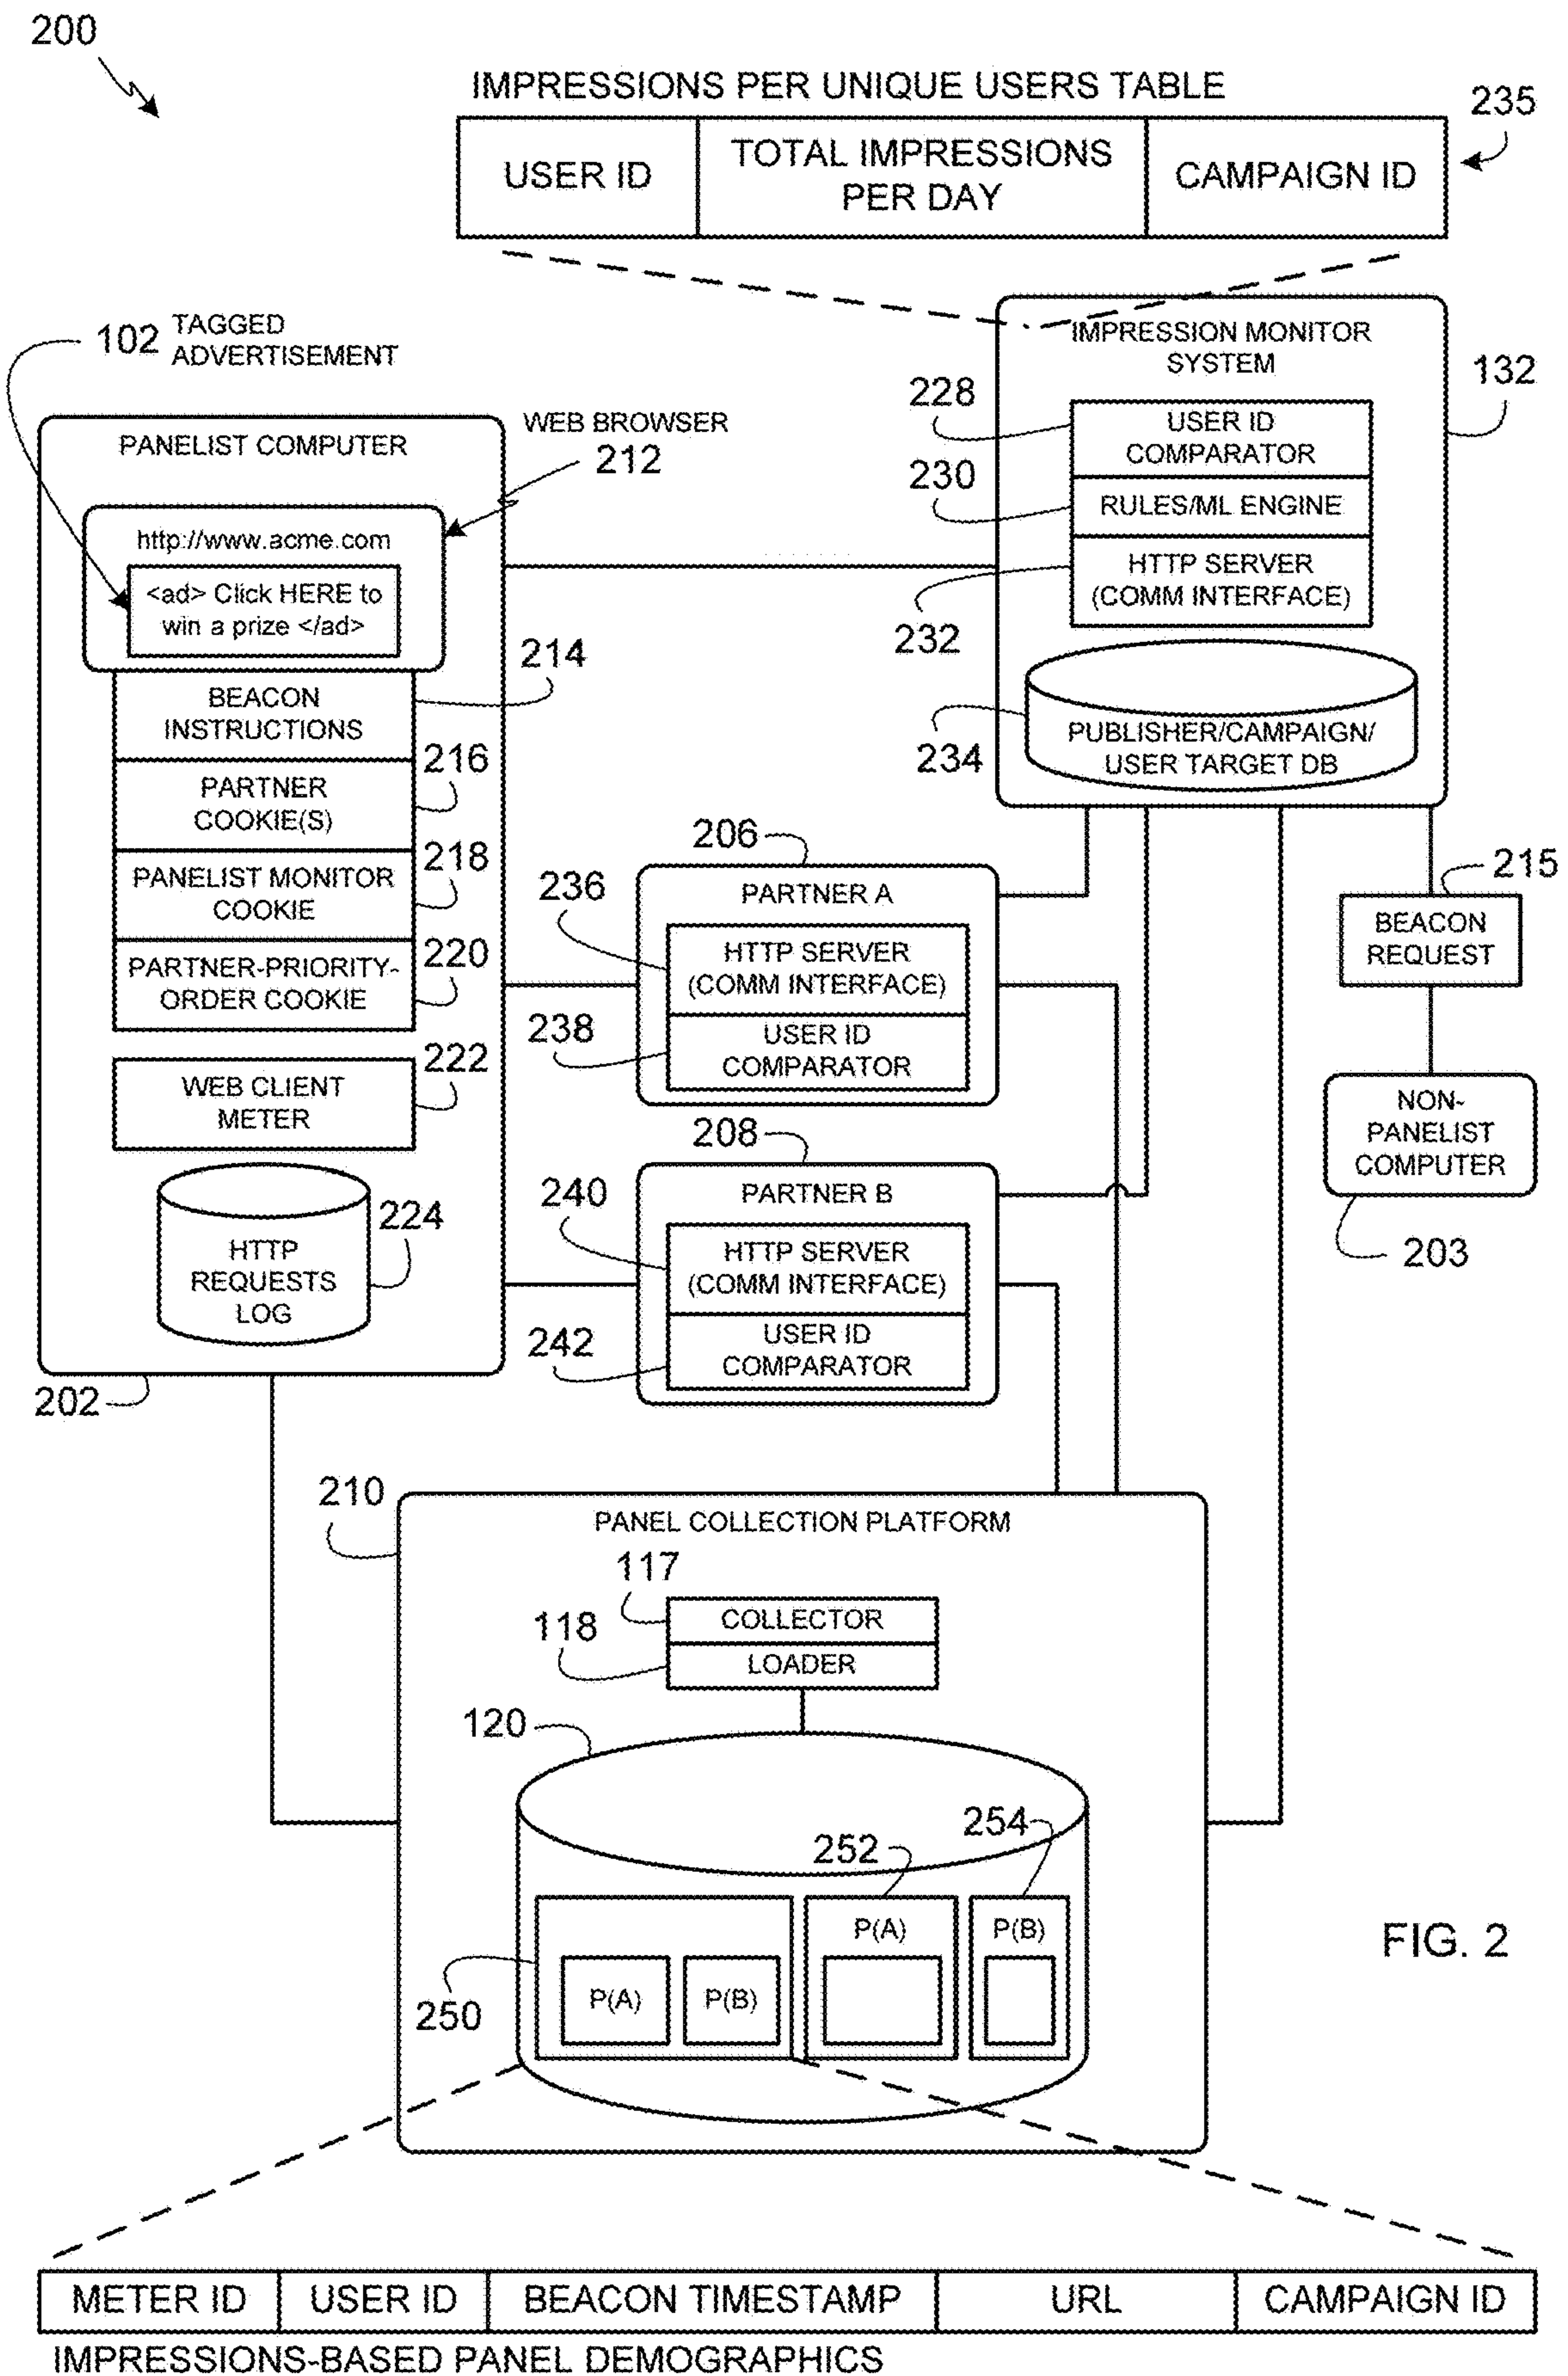 200
IMPRESSIONS PER UNIQUE USERS TABLE
235
USER ID
TOTAL IMPRESSIONS
PER DAY
CAMPAIGN ID
102
TAGGED
ADVERTISEMENT
IMPRESSION MONITOR
SYSTEM
132
228
USER ID
COMPARATOR
230
RULES/ML ENGINE
HTTP SERVER
(COMM INTERFACE)
232
234
PUBLISHER/CAMPAIGN/
USER TARGET DB
PANELIST COMPUTER
WEB BROWSER
212
http://www.acme.com
<ad> Click HERE to
win a prize </ad>
214
BEACON
INSTRUCTIONS
216
PARTNER
COOKIE(S)
218
PANELIST MONITOR
COOKIE
220
PARTNER-PRIORITY-
ORDER COOKIE
222
WEB CLIENT
METER
224
HTTP
REQUESTS
LOG
202
206
PARTNER A
236
HTTP SERVER
(COMM INTERFACE)
238
USER ID
COMPARATOR
208
PARTNER B
240
HTTP SERVER
(COMM INTERFACE)
242
USER ID
COMPARATOR
215
BEACON
REQUEST
NON-
PANELIST
COMPUTER
203
210
PANEL COLLECTION PLATFORM
117
COLLECTOR
118
LOADER
120
252
254
P(A)
P(B)
250
P(A)
P(B)
FIG. 2
METER ID
USER ID
BEACON TIMESTAMP
URL
CAMPAIGN ID
IMPRESSIONS-BASED PANEL DEMOGRAPHICS